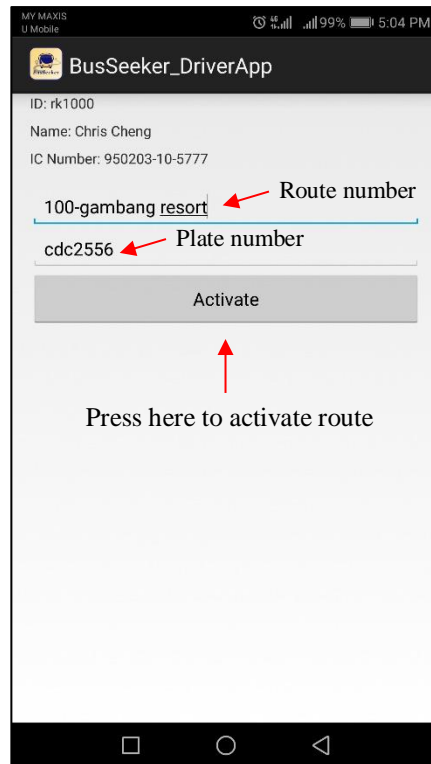 MY MAXIS
U Mobile
99% 5:04 PM
BusSeeker_DriverApp
ID: rk1000
Name: Chris Cheng
IC Number: 950203-10-5777
100-gambang resort
Route number
cdc2556
Plate number
Activate
Press here to activate route